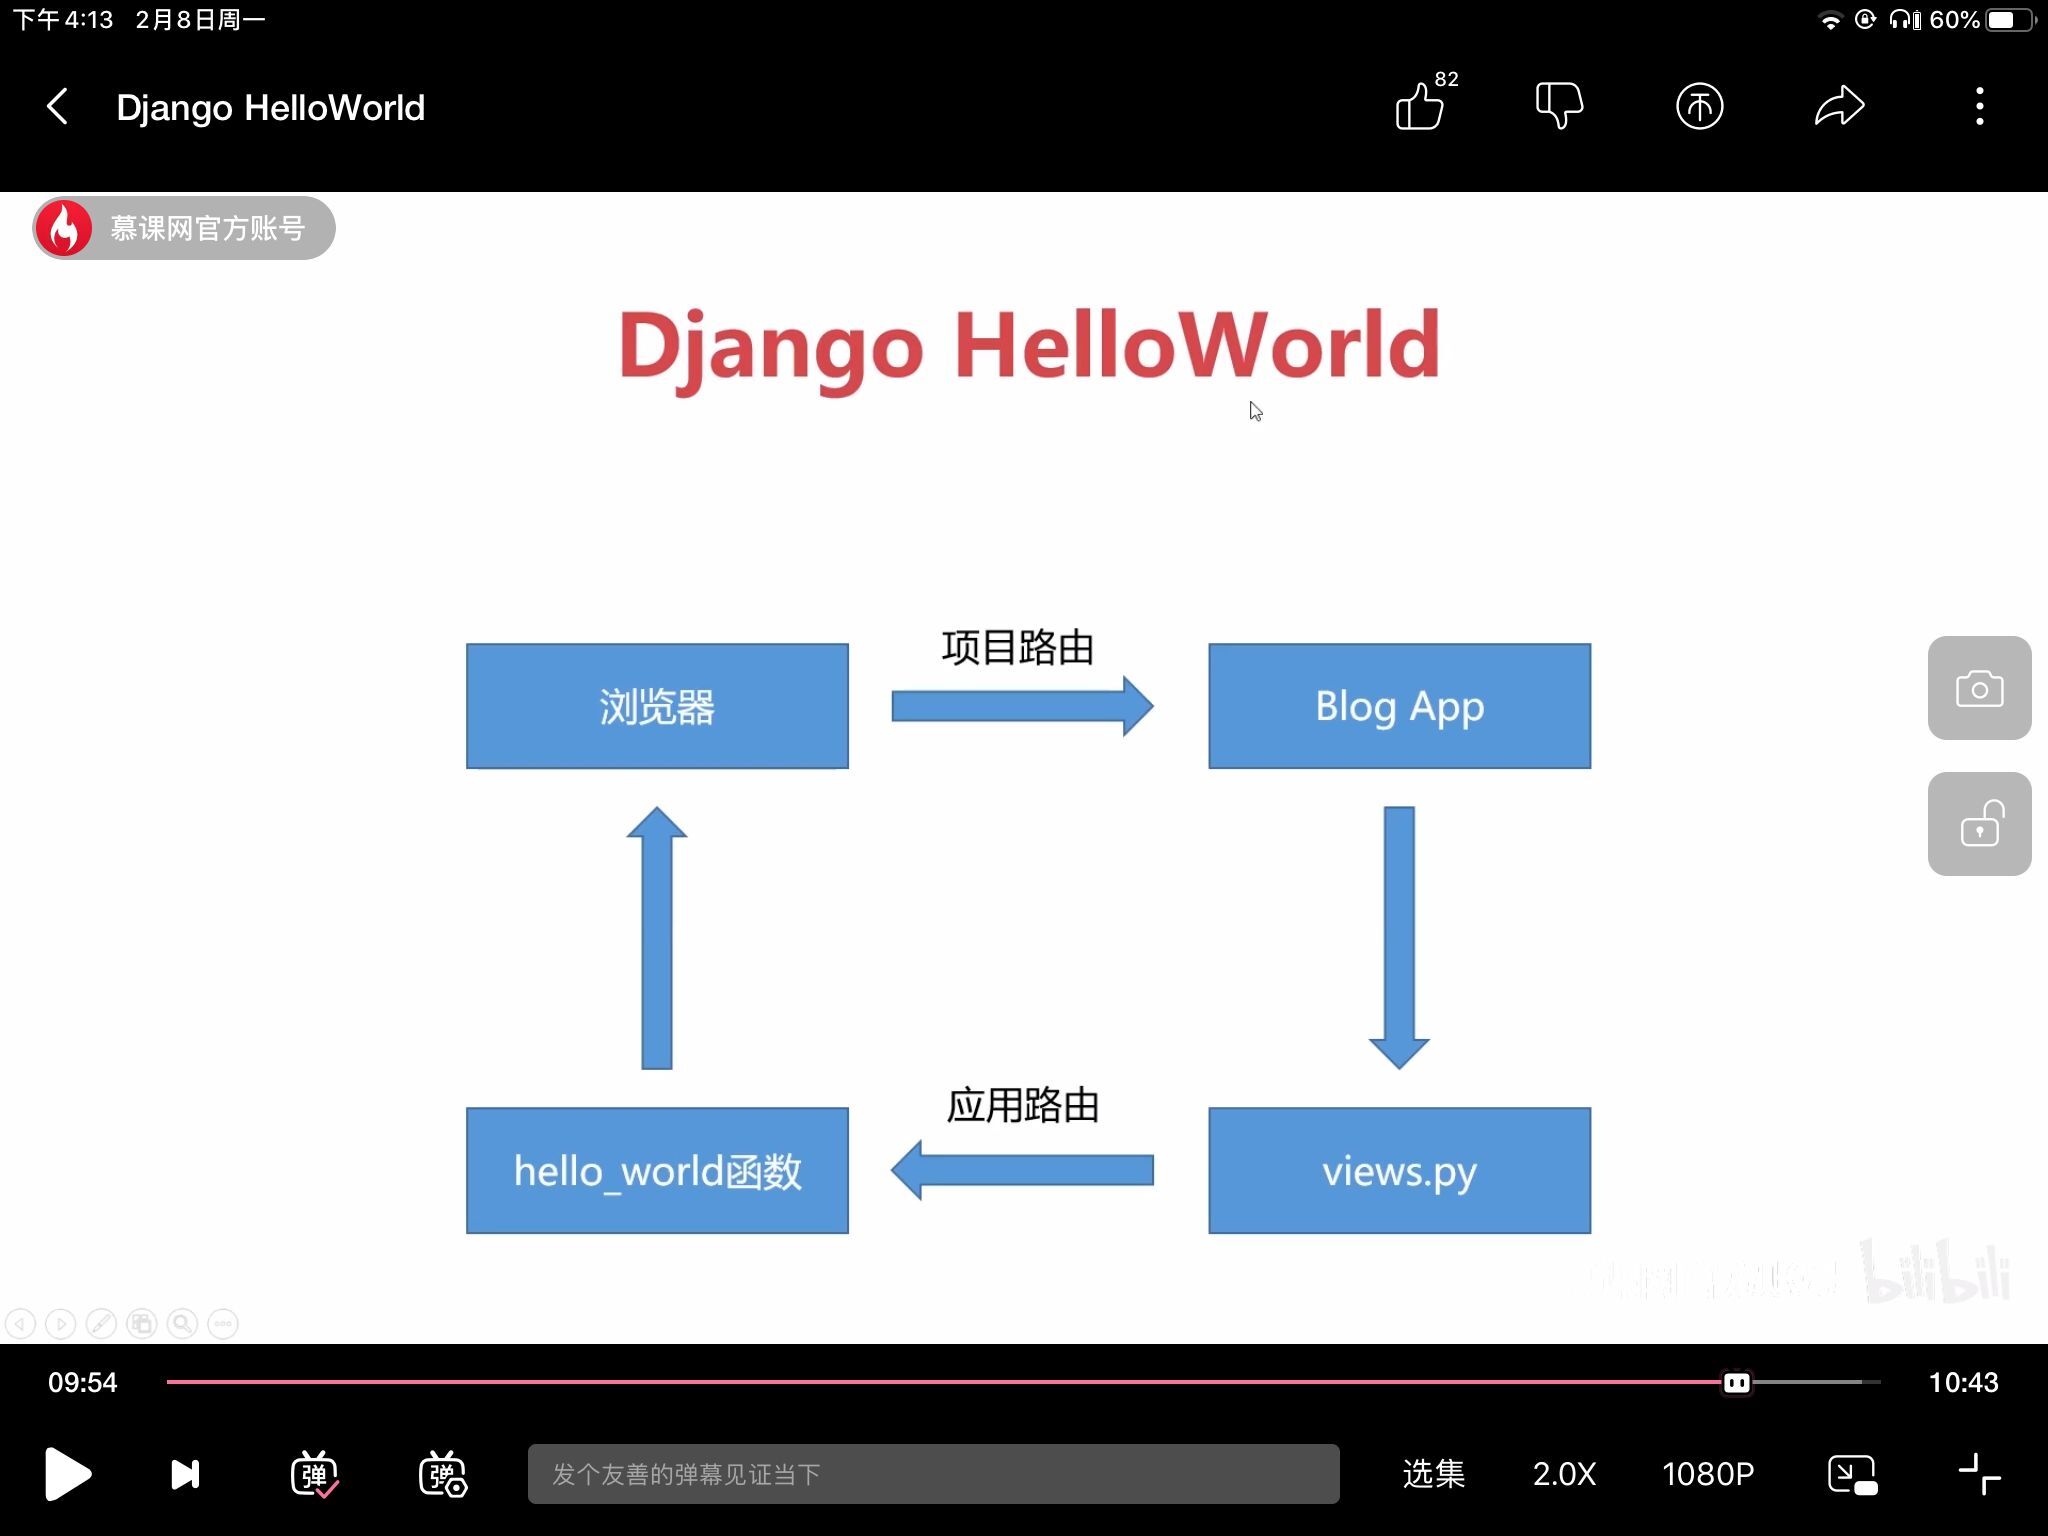 下午4:13 2月8日周一
60%
Django HelloWorld
82
慕课网官方账号
Django HelloWorld
项目路由
浏览器
Blog App
应用路由
hello_world函数
views.py
bilibili
09:54
10:43
弹
弹
发个友善的弹幕见证当下
选集
2.0X
1080P